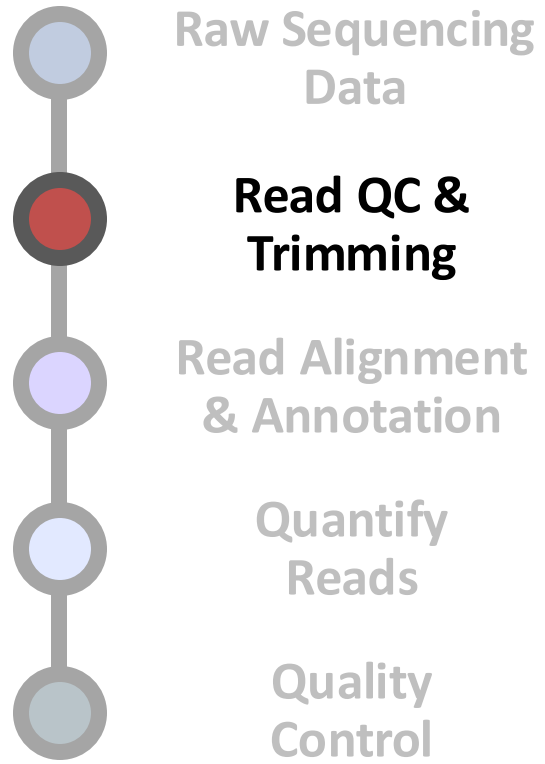 Raw Sequencing
Data
Read QC &
Trimming
Read Alignment
& Annotation
Quantify
Reads
Quality
Control